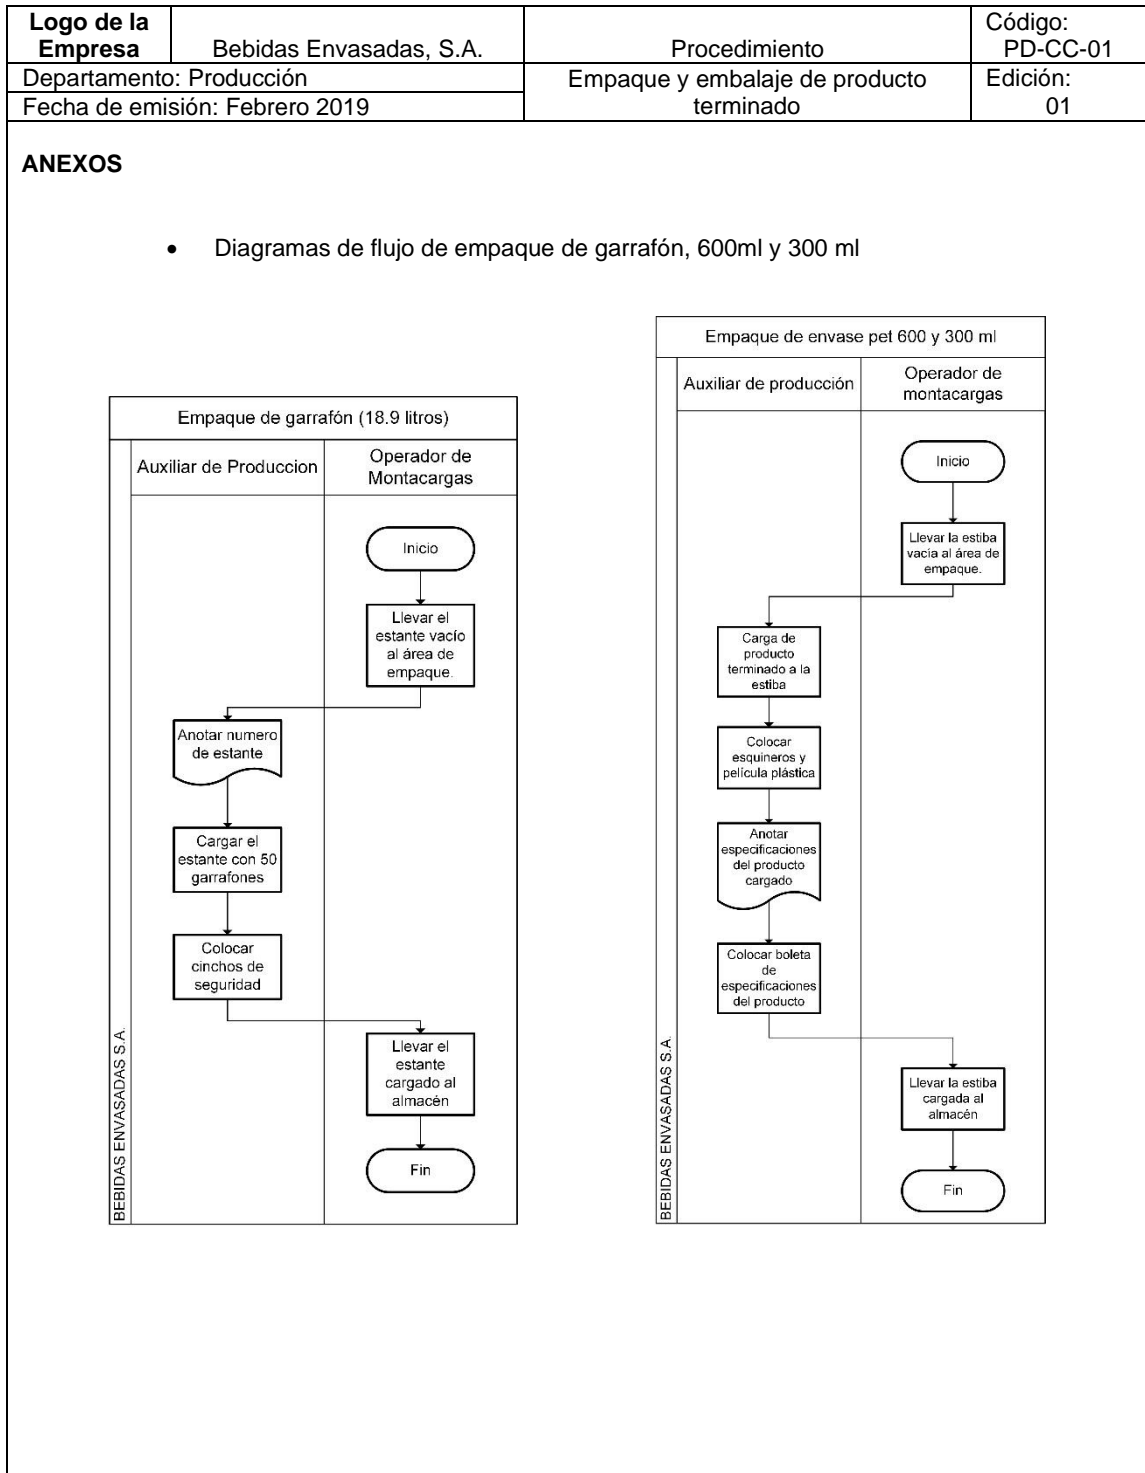 Logo de la
Empresa
Bebidas Envasadas, S.A.
Procedimiento
Código:
PD-CC-01
Departamento: Producción
Fecha de emisión: Febrero 2019
Empaque y embalaje de producto
terminado
Edición:
01
ANEXOS
• Diagramas de flujo de empaque de garrafón, 600ml y 300 ml
Empaque de garrafón (18.9 litros)
Auxiliar de Produccion
Operador de
Montacargas
Inicio
Llevar el
estante vacío
al área de
empaque.
Anotar numero
de estante
Cargar el
estante con 50
garrafones
Colocar
cinchos de
seguridad
Llevar el
estante
cargado al
almacén
Fin
BEBIDAS ENVASADAS S.A.
Empaque de envase pet 600 y 300 ml
Auxiliar de producción
Operador de
montacargas
Inicio
Llevar la estiba
vacía al área de
empaque.
Carga de
producto
terminado a la
estiba
Colocar
esquineros y
película plástica
Anotar
especificaciones
del producto
cargado
Colocar boleta
de
especificaciones
del producto
Llevar la estiba
cargada al
almacén
Fin
BEBIDAS ENVASADAS S.A.